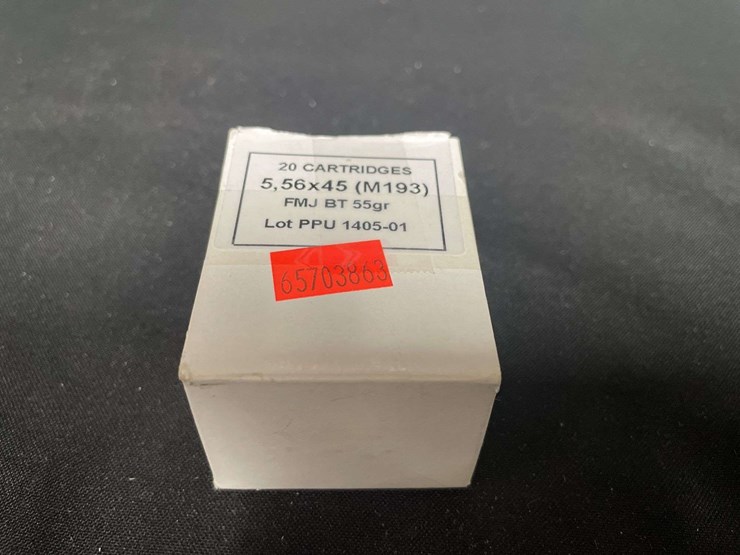 20 CARTRIDGES
5,56x45 (M193)
FMJ BT 55gr
Lot PPU 1405-01
65703863